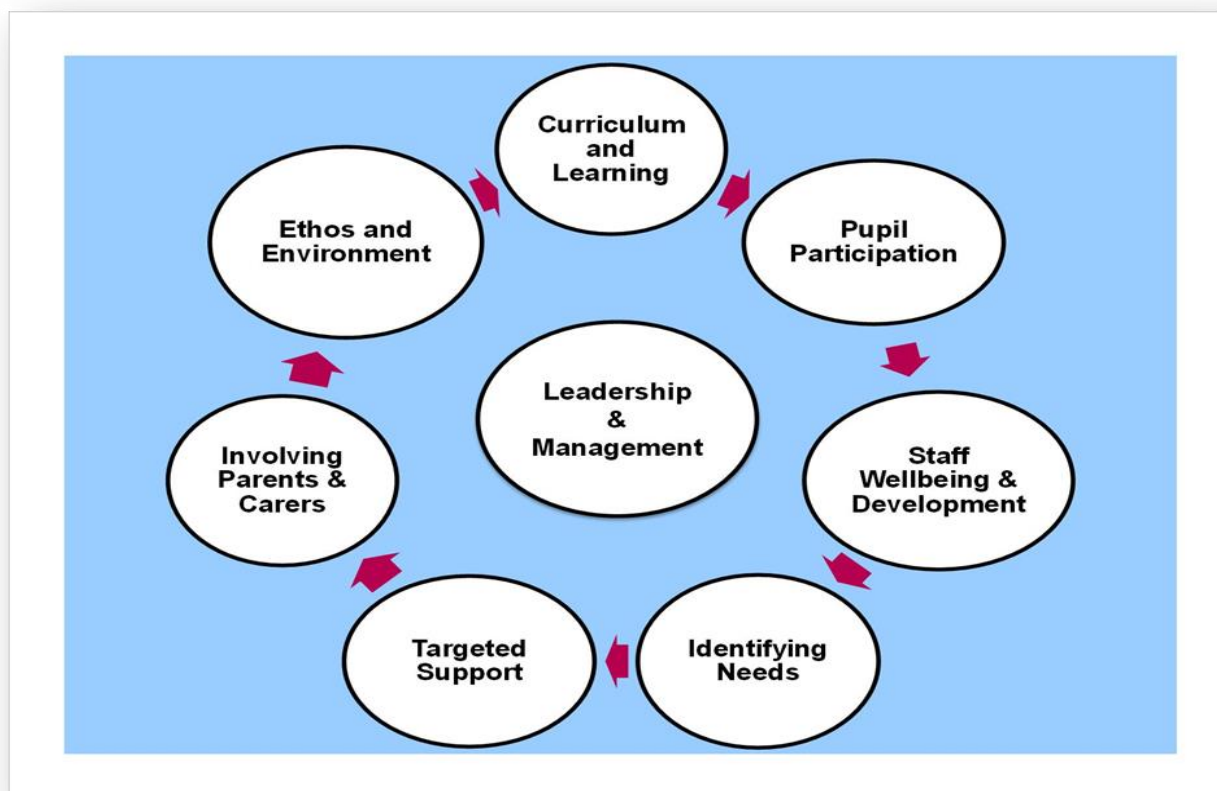 Curriculum
and
Learning
Pupil
Participation
Staff
Wellbeing &
Development
Identifying
Needs
Targeted
Support
Involving
Parents &
Carers
Ethos and
Environment
Leadership
&
Management